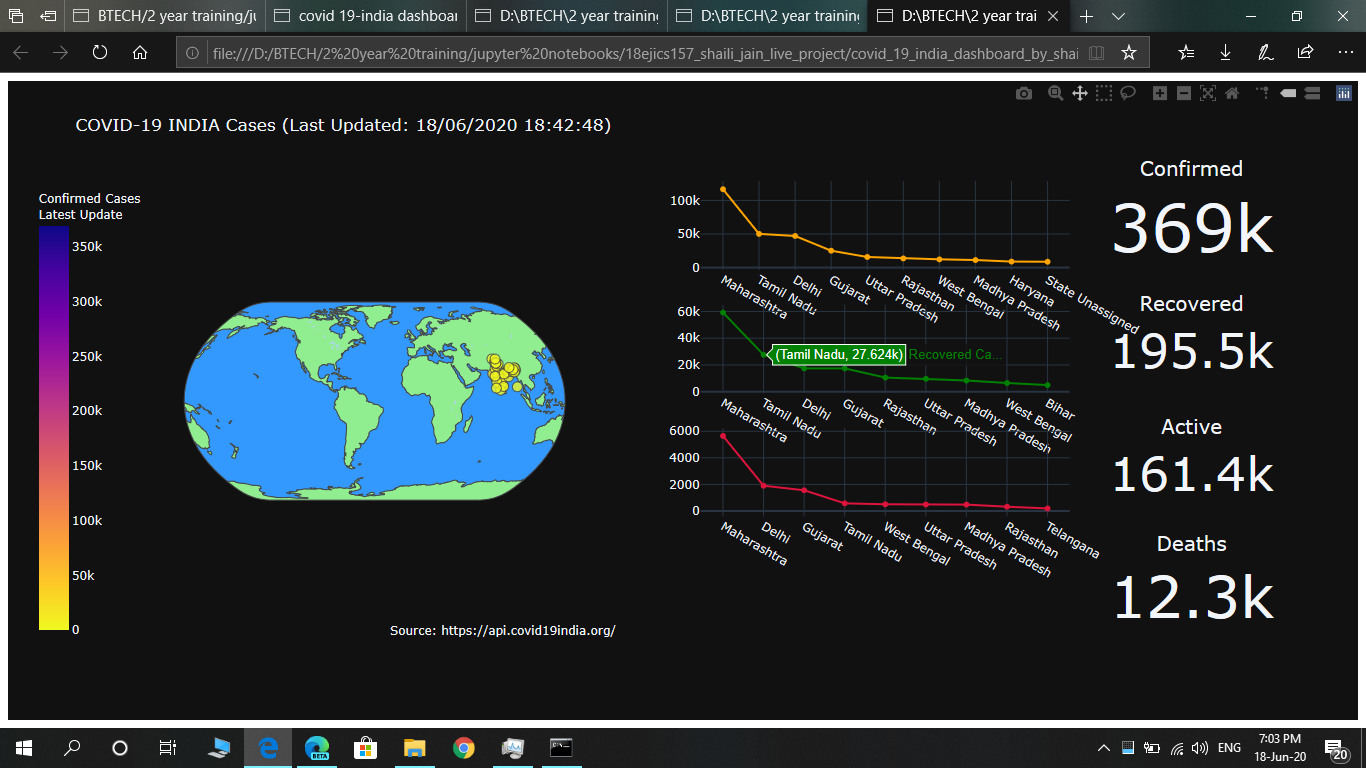 BTECH/2 year training/ju
covid 19-india dashboar
D:\BTECH\2 year training
D:\BTECH\2 year training
D:\BTECH\2 year trai
file:///D:/BTECH/2%20year%20training/jupyter%20notebooks/18ejics157_shaili_jain_live_project/covid_19_india_dashboard_by_shai
COVID-19 INDIA Cases (Last Updated: 18/06/2020 18:42:48)
Confirmed Cases
Latest Update
350k
300k
250k
200k
150k
100k
50k
0
Source: https://api.covid19india.org/
100k
50k
0
Maharashtra
Tamil Nadu
Delhi
Gujarat
Uttar Pradesh
Rajasthan
West Bengal
Madhya Pradesh
Haryana
State Unassigned
60k
40k
20k
0
(Tamil Nadu, 27.624k) Recovered Ca...
Maharashtra
Tamil Nadu
Delhi
Gujarat
Rajasthan
Uttar Pradesh
Madhya Pradesh
West Bengal
Bihar
6000
4000
2000
0
Maharashtra
Delhi
Gujarat
Tamil Nadu
West Bengal
Uttar Pradesh
Madhya Pradesh
Rajasthan
Telangana
Confirmed
369k
Recovered
195.5k
Active
161.4k
Deaths
12.3k
BETA
ENG
7:03 PM
18-Jun-20
20